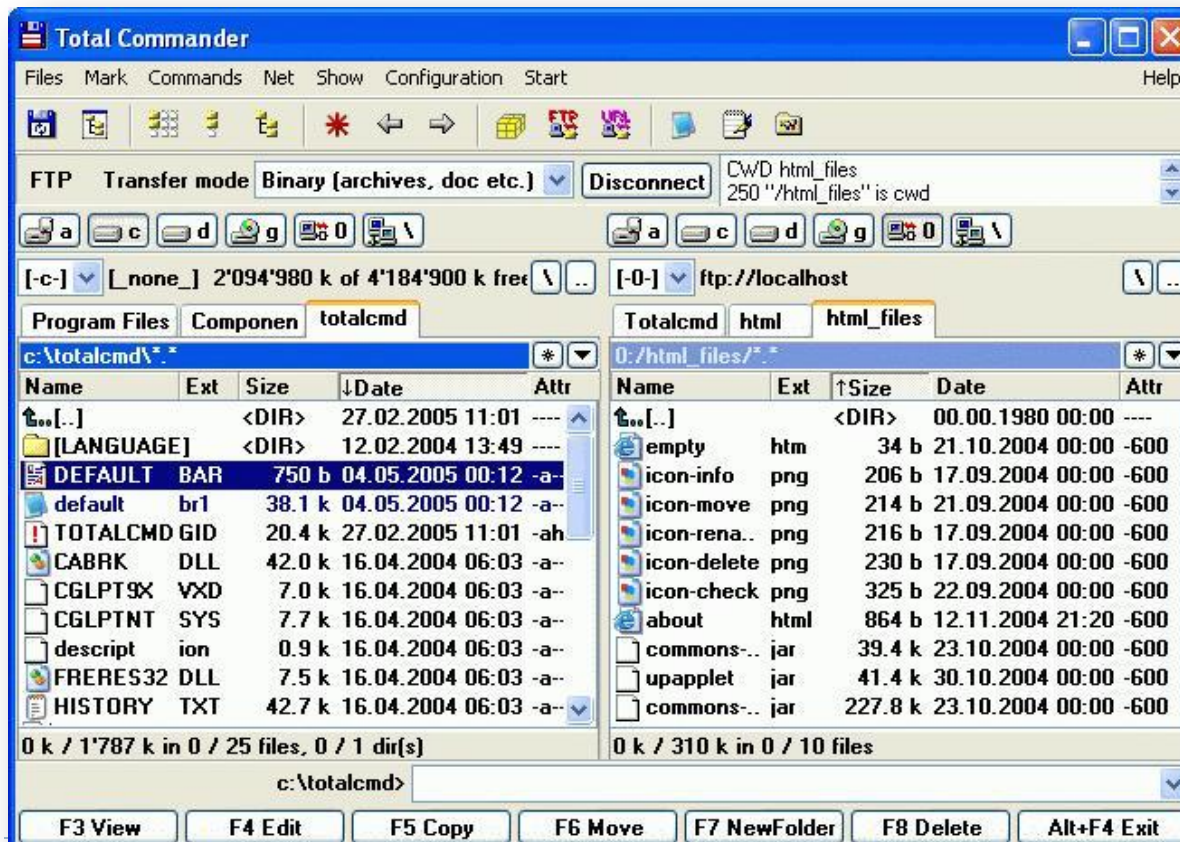 Total Commander
Files Mark Commands Net Show Configuration Start Help
FTP
FTP Transfer mode Binary (archives, doc etc.) Disconnect
CWD html_files
250 "/html_files" is cwd
a c d g 0 \
a c d g 0 \
[-c-] [_none_] 2'094'980 k of 4'184'900 k free \ ..
[-0-] ftp://localhost \ ..
Program Files Componen totalcmd
Totalcmd html html_files
c:\totalcmd\*.* *
0:/html_files/*.* *
Name Ext Size ↓Date Attr
[..] <DIR> 27.02.2005 11:01 ----
[LANGUAGE] <DIR> 12.02.2004 13:49 ----
DEFAULT BAR 750 b 04.05.2005 00:12 -a--
default br1 38.1 k 04.05.2005 00:12 -a--
TOTALCMD GID 20.4 k 27.02.2005 11:01 -ah
CABRK DLL 42.0 k 16.04.2004 06:03 -a--
CGLPT9X VXD 7.0 k 16.04.2004 06:03 -a--
CGLPTNT SYS 7.7 k 16.04.2004 06:03 -a--
descript ion 0.9 k 16.04.2004 06:03 -a--
FRERES32 DLL 7.5 k 16.04.2004 06:03 -a--
HISTORY TXT 42.7 k 16.04.2004 06:03 -a--
Name Ext ↑Size Date Attr
[..] <DIR> 00.00.1980 00:00 ----
empty htm 34 b 21.10.2004 00:00 -600
icon-info png 206 b 17.09.2004 00:00 -600
icon-move png 214 b 21.09.2004 00:00 -600
icon-rena.. png 216 b 17.09.2004 00:00 -600
icon-delete png 230 b 17.09.2004 00:00 -600
icon-check png 325 b 22.09.2004 00:00 -600
about html 864 b 12.11.2004 21:20 -600
commons-.. jar 39.4 k 23.10.2004 00:00 -600
upapplet jar 41.4 k 30.10.2004 00:00 -600
commons-.. jar 227.8 k 23.10.2004 00:00 -600
0 k / 1'787 k in 0 / 25 files, 0 / 1 dir(s)
0 k / 310 k in 0 / 10 files
c:\totalcmd>
F3 View F4 Edit F5 Copy F6 Move F7 NewFolder F8 Delete Alt+F4 Exit